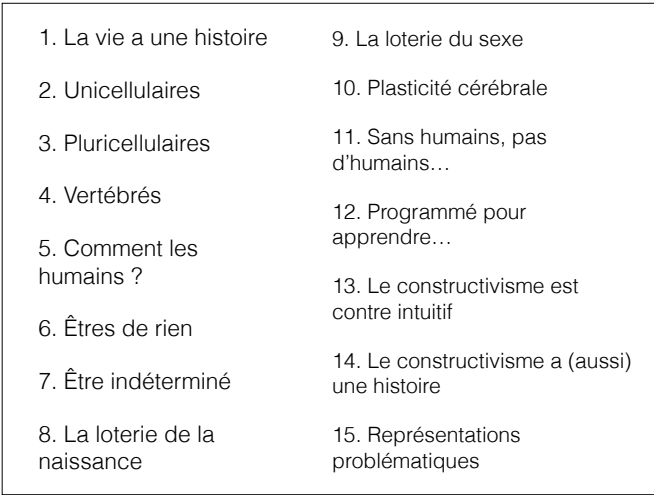 1. La vie a une histoire
2. Unicellulaires
3. Pluricellulaires
4. Vertébrés
5. Comment les
humains ?
6. Êtres de rien
7. Être indéterminé
8. La loterie de la
naissance
9. La loterie du sexe
10. Plasticité cérébrale
11. Sans humains, pas
d'humains…
12. Programmé pour
apprendre…
13. Le constructivisme est
contre intuitif
14. Le constructivisme a (aussi)
une histoire
15. Représentations
problématiques